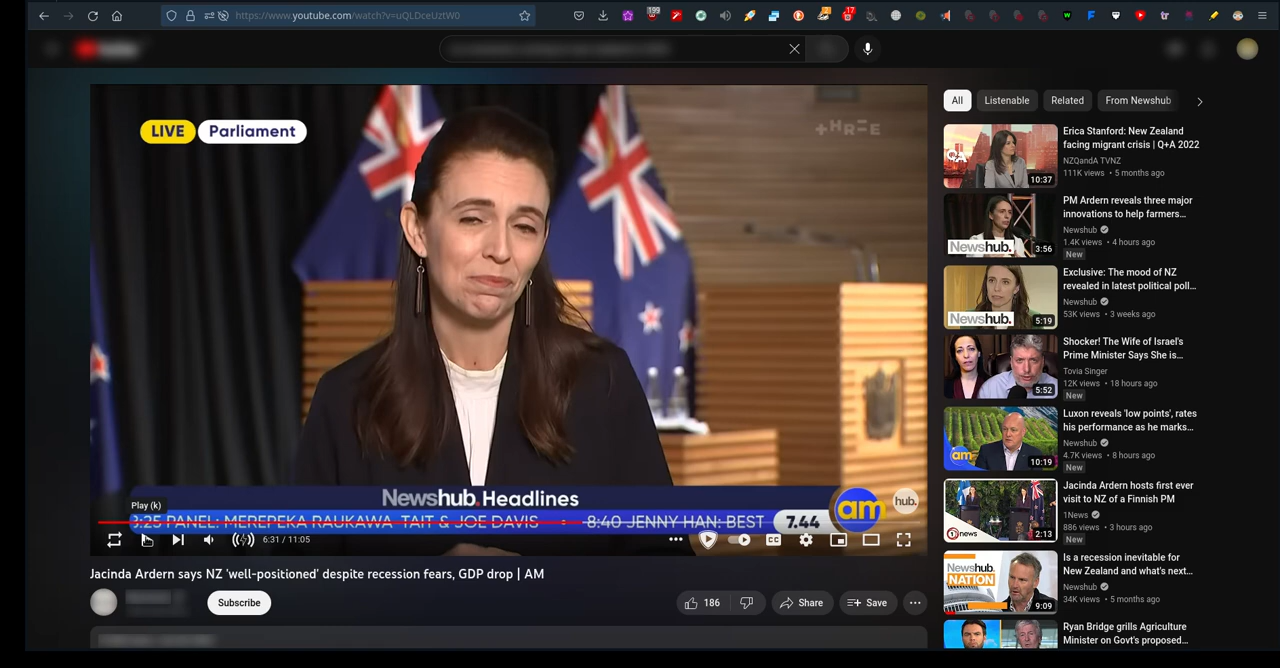 https://www.youtube.com/watch?v=uQLDceUztW0
199
17
LIVE Parliament
+HR=E
Newshub. Headlines
8:25 PANEL: MEREPEKA RAUKAWA-TAIT & JOE DAVIS - 8:40 JENNY HAN: BEST
7.44
am
hub.
Play (k)
6:31 / 11:05
Jacinda Ardern says NZ 'well-positioned' despite recession fears, GDP drop | AM
Subscribe
186
Share
Save
All
Listenable
Related
From Newshub
Q+A
10:37
Erica Stanford: New Zealand
facing migrant crisis | Q+A 2022
NZQandA TVNZ
111K views • 5 months ago
Newshub.
3:56
PM Ardern reveals three major
innovations to help farmers…
Newshub
1.4K views • 4 hours ago
New
Newshub.
5:19
Exclusive: The mood of NZ
revealed in latest political poll…
Newshub
53K views • 3 weeks ago
5:52
Shocker! The Wife of Israel's
Prime Minister Says She is…
Tovia Singer
12K views • 18 hours ago
New
am
10:19
Luxon reveals 'low points', rates
his performance as he marks…
Newshub
4.7K views • 8 hours ago
New
1news
2:13
Jacinda Ardern hosts first ever
visit to NZ of a Finnish PM
1News
886 views • 3 hours ago
New
Newshub.
NATION
9:09
Is a recession inevitable for
New Zealand and what's next…
Newshub
34K views • 5 months ago
Ryan Bridge grills Agriculture
Minister on Govt's proposed…